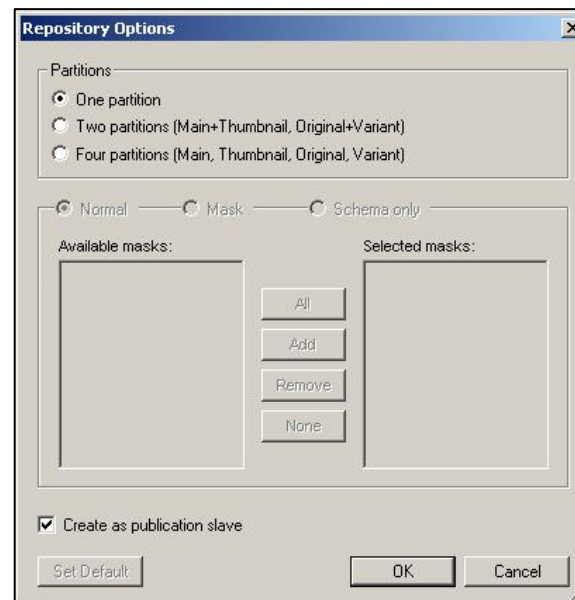 Repository Options
Partitions
One partition
Two partitions (Main+Thumbnail, Original+Variant)
Four partitions (Main, Thumbnail, Original, Variant)
Normal Mask Schema only
Available masks: Selected masks:
All
Add
Remove
None
Create as publication slave
Set Default OK Cancel